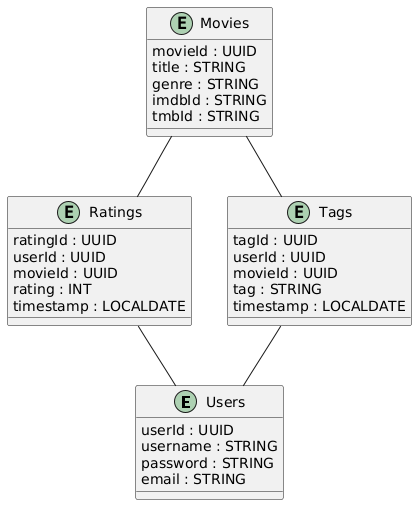 E Movies
movieId : UUID
title : STRING
genre : STRING
imdbId : STRING
tmbId : STRING
E Ratings
ratingId : UUID
userId : UUID
movieId : UUID
rating : INT
timestamp : LOCALDATE
E Tags
tagId : UUID
userId : UUID
movieId : UUID
tag : STRING
timestamp : LOCALDATE
E Users
userId : UUID
username : STRING
password : STRING
email : STRING